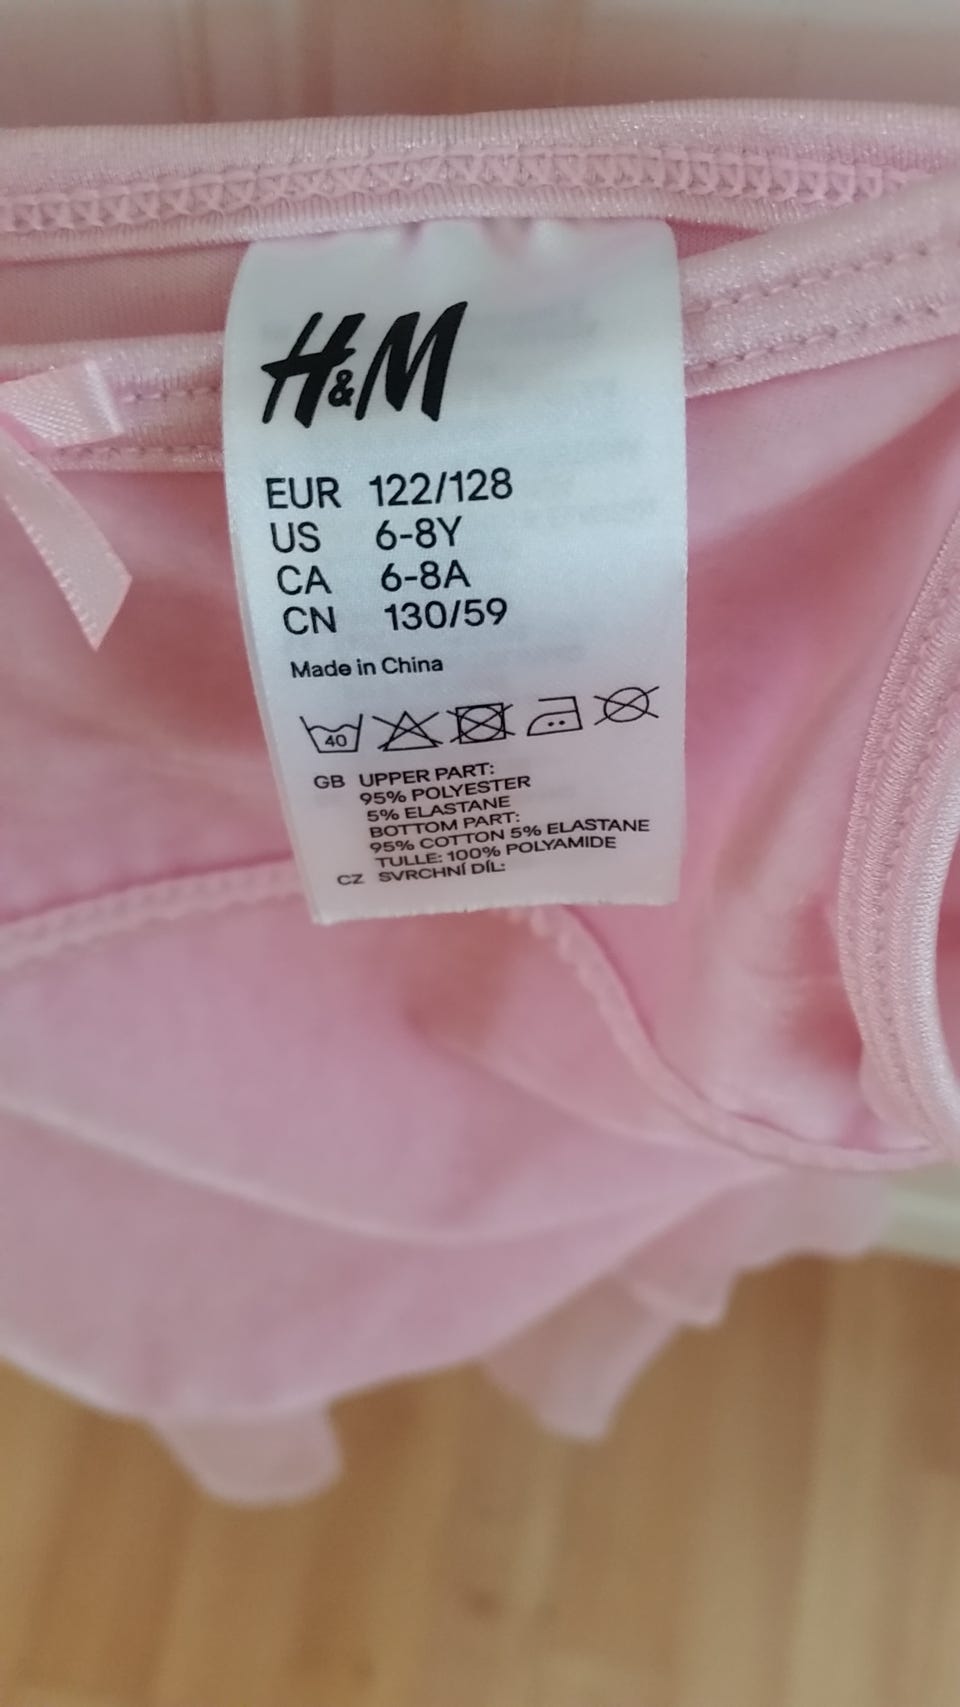 H&M
EUR 122/128
US 6-8Y
CA 6-8A
CN 130/59
Made in China
40
GB UPPER PART:
95% POLYESTER
5% ELASTANE
BOTTOM PART:
95% COTTON 5% ELASTANE
TULLE: 100% POLYAMIDE
CZ SVRCHNÍ DÍL: